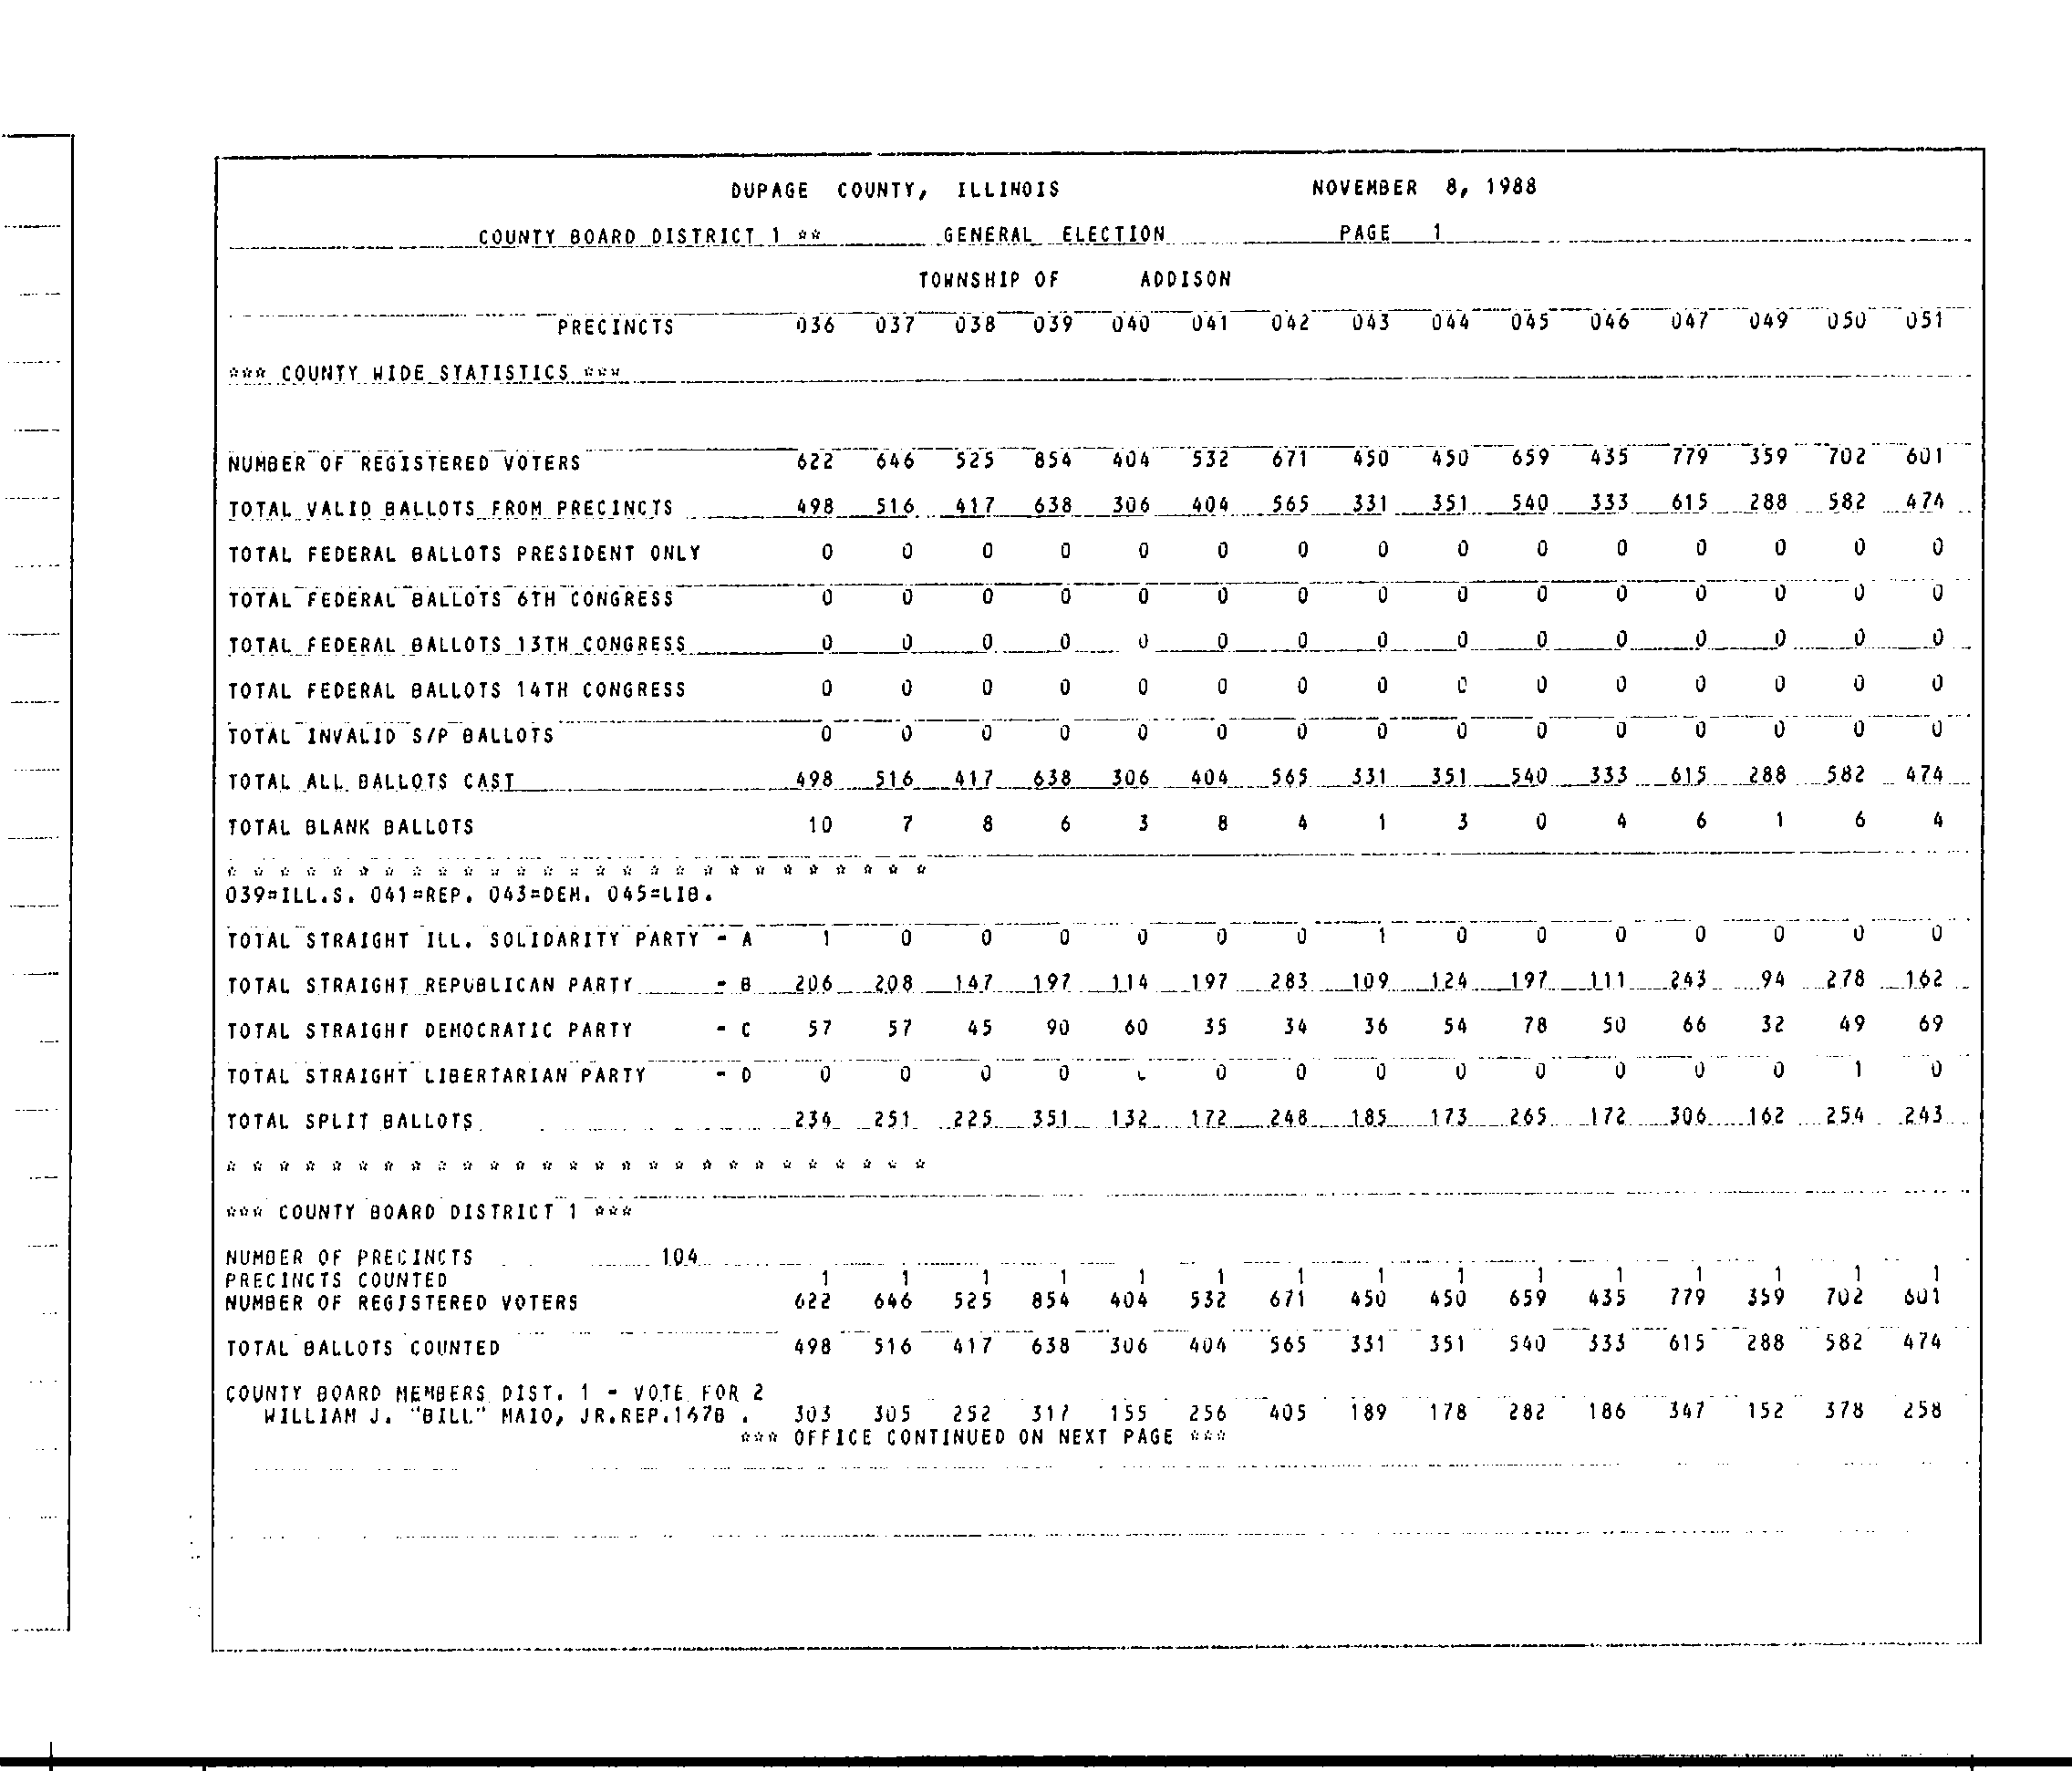 DUPAGE COUNTY, ILLINOIS NOVEMBER 8, 1988
COUNTY BOARD DISTRICT 1 ** GENERAL ELECTION PAGE 1
TOWNSHIP OF ADDISON
PRECINCTS 036 037 038 039 040 041 042 043 044 045 046 047 049 050 051
*** COUNTY WIDE STATISTICS ***
NUMBER OF REGISTERED VOTERS 622 646 525 854 404 532 671 450 450 659 435 779 359 702 601
TOTAL VALID BALLOTS FROM PRECINCTS 498 516 417 638 306 404 565 331 351 540 333 615 288 582 474
TOTAL FEDERAL BALLOTS PRESIDENT ONLY 0 0 0 0 0 0 0 0 0 0 0 0 0 0 0
TOTAL FEDERAL BALLOTS 6TH CONGRESS 0 0 0 0 0 0 0 0 0 0 0 0 0 0 0
TOTAL FEDERAL BALLOTS 13TH CONGRESS 0 0 0 0 0 0 0 0 0 0 0 0 0 0 0
TOTAL FEDERAL BALLOTS 14TH CONGRESS 0 0 0 0 0 0 0 0 0 0 0 0 0 0 0
TOTAL INVALID S/P BALLOTS 0 0 0 0 0 0 0 0 0 0 0 0 0 0 0
TOTAL ALL BALLOTS CAST 498 516 417 638 306 404 565 331 351 540 333 615 288 582 474
TOTAL BLANK BALLOTS 10 7 8 6 3 8 4 1 3 0 4 6 1 6 4
* * * * * * * * * * * * * * * * * * * * * * * * * * *
039=ILL.S. 041=REP. 043=DEM. 045=LIB.
TOTAL STRAIGHT ILL. SOLIDARITY PARTY - A 1 0 0 0 0 0 0 1 0 0 0 0 0 0 0
TOTAL STRAIGHT REPUBLICAN PARTY - B 206 208 147 197 114 197 283 109 124 197 111 243 94 278 162
TOTAL STRAIGHT DEMOCRATIC PARTY - C 57 57 45 90 60 35 34 36 54 78 50 66 32 49 69
TOTAL STRAIGHT LIBERTARIAN PARTY - D 0 0 0 0 0 0 0 0 0 0 0 0 1 0
TOTAL SPLIT BALLOTS 234 251 225 351 132 172 248 185 173 265 172 306 162 254 243
* * * * * * * * * * * * * * * * * * * * * * * * * * *
*** COUNTY BOARD DISTRICT 1 ***
NUMBER OF PRECINCTS 104
PRECINCTS COUNTED 1 1 1 1 1 1 1 1 1 1 1 1 1 1 1
NUMBER OF REGISTERED VOTERS 622 646 525 854 404 532 671 450 450 659 435 779 359 702 601
TOTAL BALLOTS COUNTED 498 516 417 638 306 404 565 331 351 540 333 615 288 582 474
COUNTY BOARD MEMBERS DIST. 1 - VOTE FOR 2
WILLIAM J. "BILL" MAIO, JR.REP.167B . 303 305 252 317 155 256 405 189 178 282 186 347 152 378 258
*** OFFICE CONTINUED ON NEXT PAGE ***